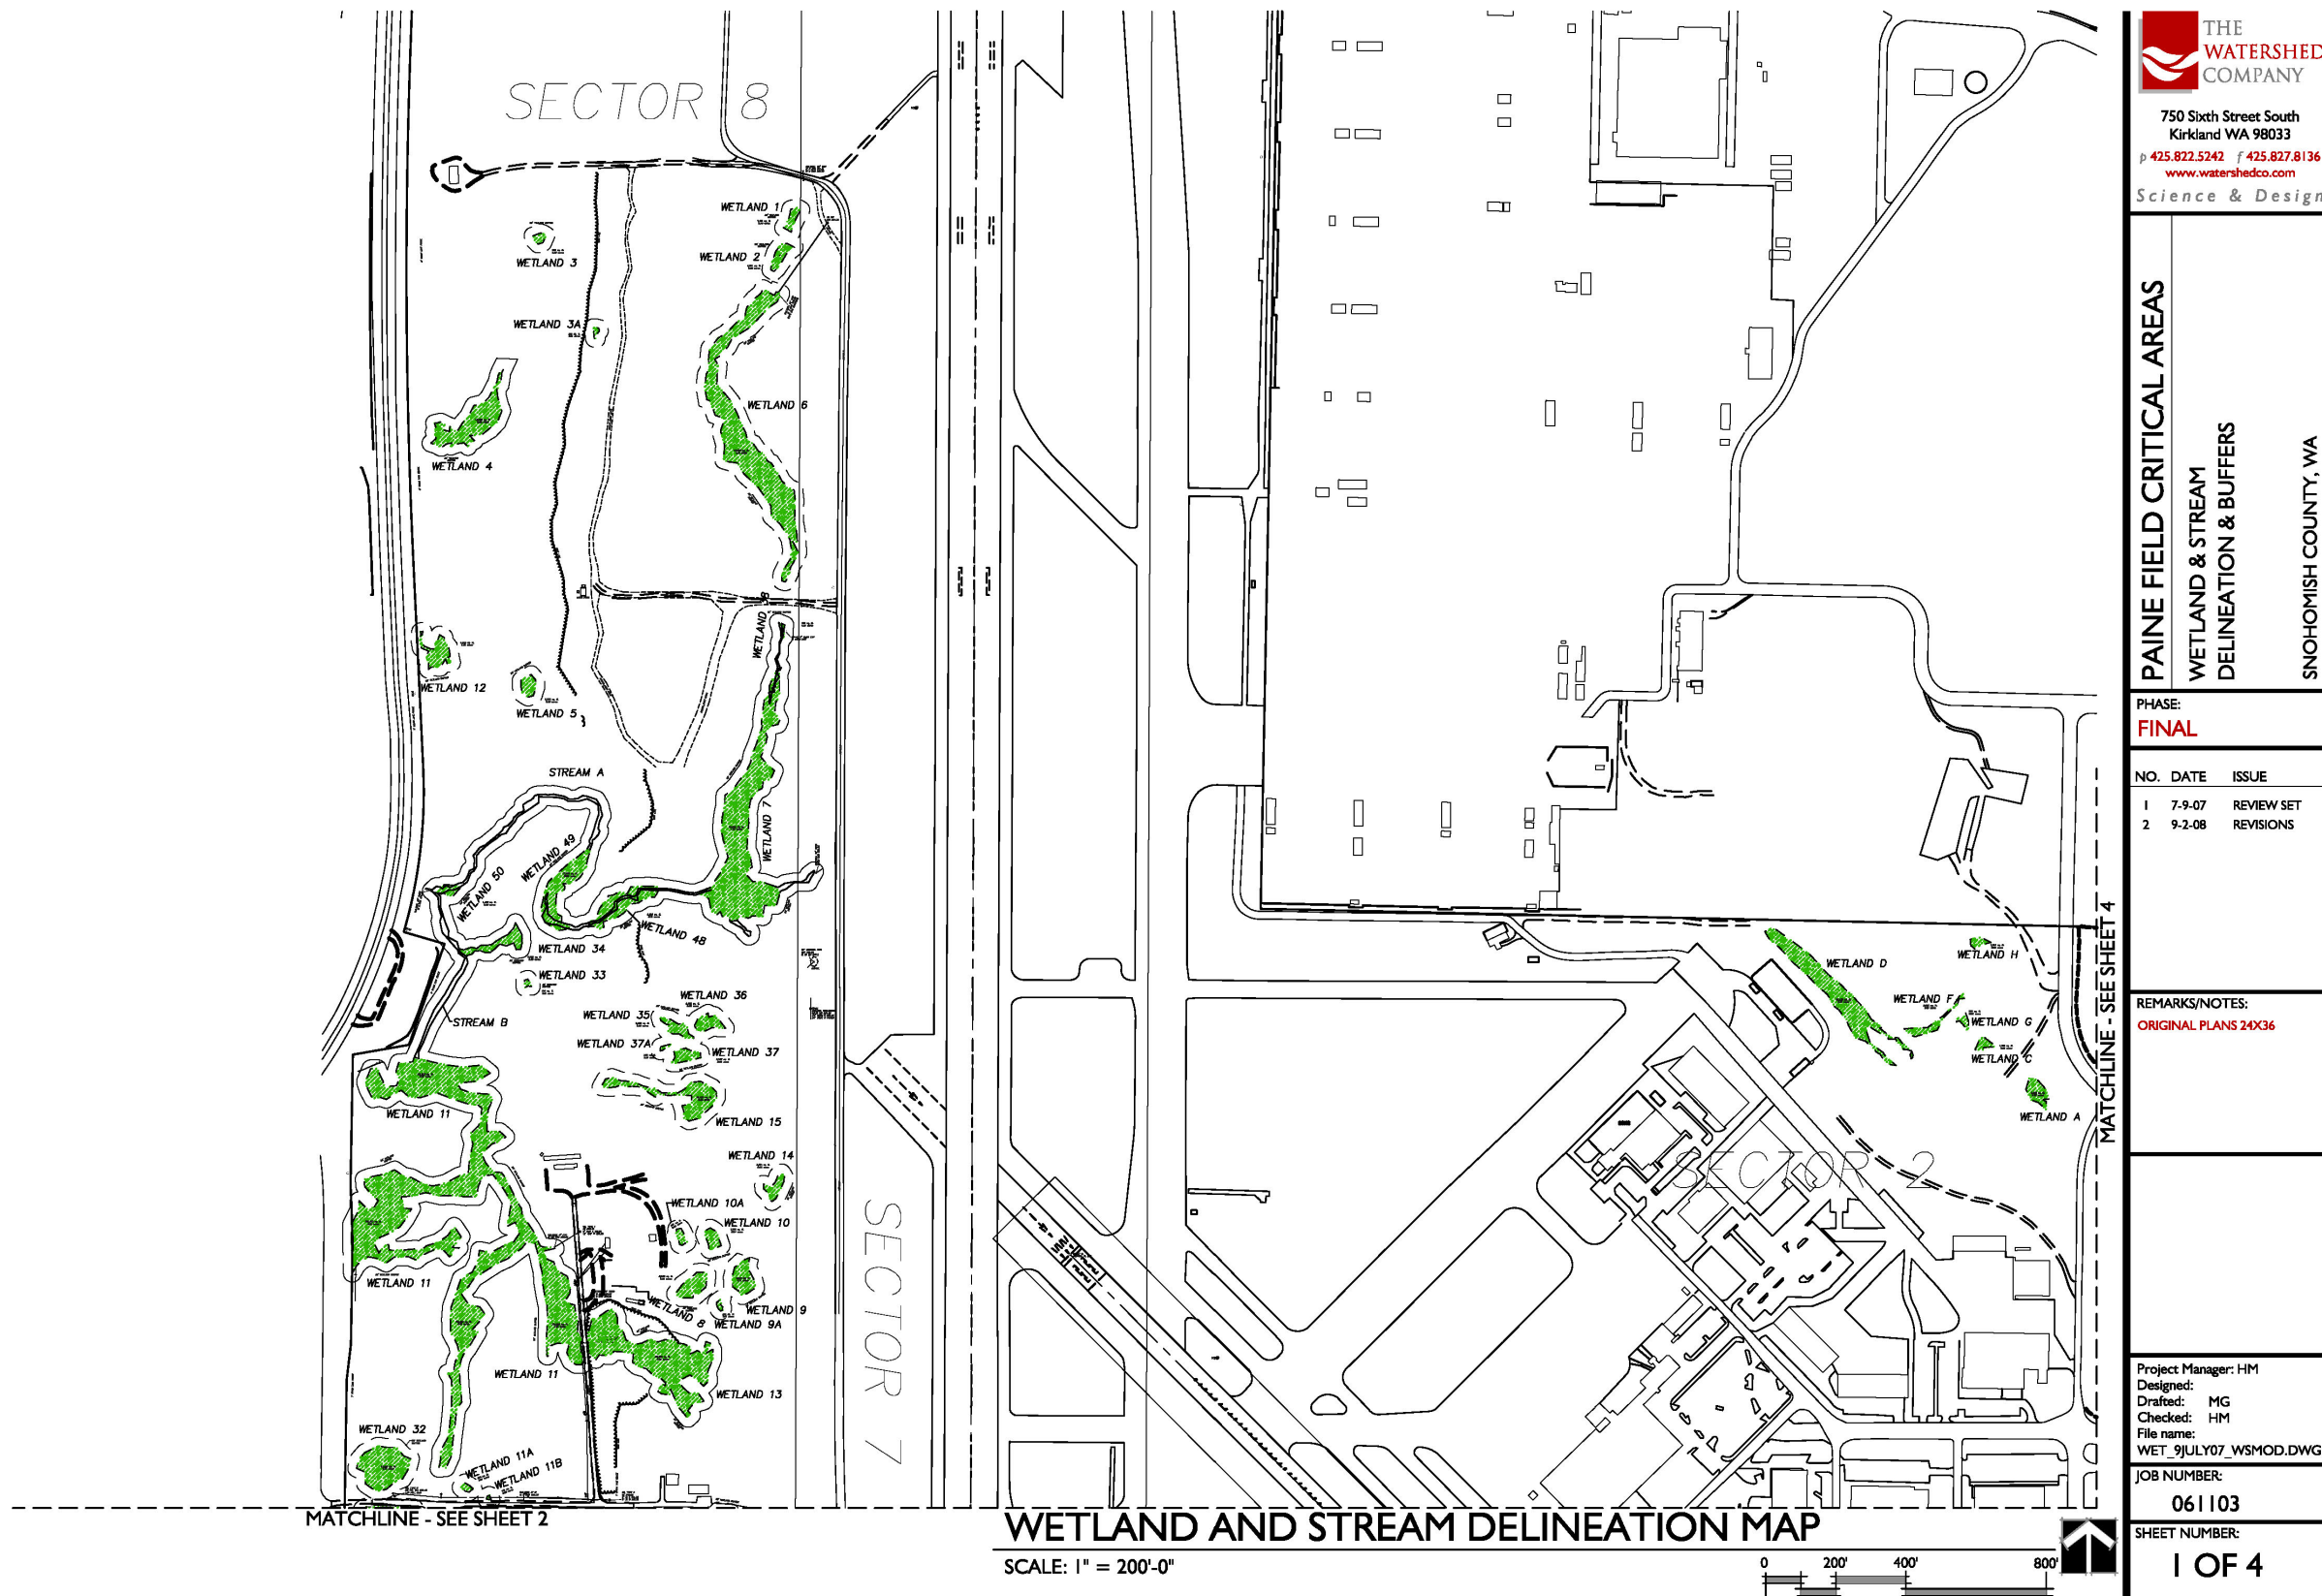 SECTOR 8
WETLAND 1
WETLAND 2
WETLAND 3
WETLAND 3A
WETLAND 6
WETLAND 4
WETLAND 38
WETLAND 12
WETLAND 5
STREAM A
WETLAND 7
WETLAND 49
WETLAND 50
WETLAND 48
WETLAND 34
WETLAND 33
STREAM B
WETLAND 36
WETLAND 35
WETLAND 37A
WETLAND 37
WETLAND 11
WETLAND 15
WETLAND 14
WETLAND 10A
WETLAND 10
WETLAND 11
WETLAND 8
WETLAND 9
WETLAND 9A
WETLAND 11
WETLAND 13
WETLAND 32
WETLAND 11A
WETLAND 11B
SECTOR 7
WETLAND D
WETLAND H
WETLAND F
WETLAND G
WETLAND C
WETLAND A
SECTOR 2
MATCHLINE - SEE SHEET 4
MATCHLINE - SEE SHEET 2
WETLAND AND STREAM DELINEATION MAP
SCALE: 1" = 200'-0"
0 200' 400' 800'
THE
WATERSHED
COMPANY
750 Sixth Street South
Kirkland WA 98033
p 425.822.5242 f 425.827.8136
www.watershedco.com
Science & Design
PAINE FIELD CRITICAL AREAS
WETLAND & STREAM
DELINEATION & BUFFERS
SNOHOMISH COUNTY, WA
PHASE:
FINAL
NO. DATE ISSUE
1 7-9-07 REVIEW SET
2 9-2-08 REVISIONS
REMARKS/NOTES:
ORIGINAL PLANS 24X36
Project Manager: HM
Designed:
Drafted: MG
Checked: HM
File name:
WET_9JULY07_WSMOD.DWG
JOB NUMBER:
061103
SHEET NUMBER:
1 OF 4